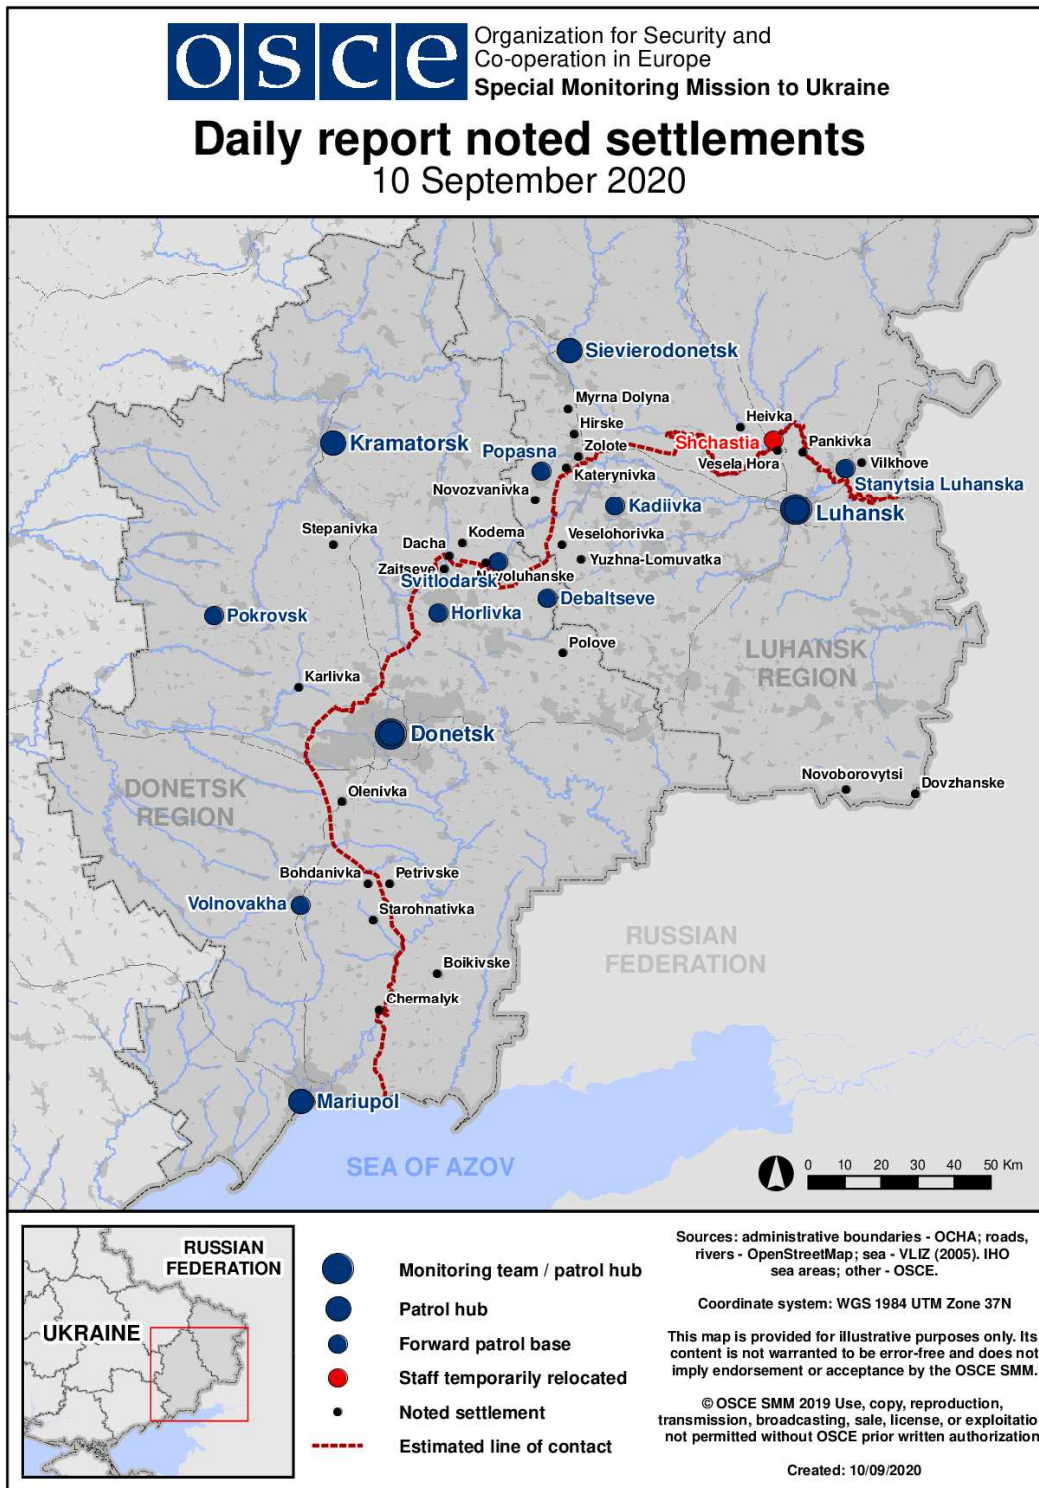 osce
Organization for Security and
Co-operation in Europe
Special Monitoring Mission to Ukraine
Daily report noted settlements
10 September 2020
Sievierodonetsk
Myrna Dolyna
Heivka
Hirske
Kramatorsk
Shchastia
Pankivka
Popasna
Zolote
Vesela Hora
Vilkhove
Katerynivka
Stanytsia Luhanska
Novozvanivka
Kadiivka
Luhansk
Stepanivka
Kodema
Veselohorivka
Dacha
Yuzhna-Lomuvatka
Zaitseve
Novoluhanske
Svitlodarsk
Debaltseve
Pokrovsk
Horlivka
Polove
LUHANSK
REGION
Karlivka
Donetsk
Novoborovytsi
Dovzhanske
DONETSK
REGION
Olenivka
Bohdanivka
Petrivske
Volnovakha
Starohnativka
RUSSIAN
FEDERATION
Boikivske
Chermalyk
Mariupol
SEA OF AZOV
0 10 20 30 40 50 Km
RUSSIAN
FEDERATION
UKRAINE
Monitoring team / patrol hub
Patrol hub
Forward patrol base
Staff temporarily relocated
Noted settlement
Estimated line of contact
Sources: administrative boundaries - OCHA; roads,
rivers - OpenStreetMap; sea - VLIZ (2005). IHO
sea areas; other - OSCE.
Coordinate system: WGS 1984 UTM Zone 37N
This map is provided for illustrative purposes only. Its
content is not warranted to be error-free and does not
imply endorsement or acceptance by the OSCE SMM.
© OSCE SMM 2019 Use, copy, reproduction,
transmission, broadcasting, sale, license, or exploitatio
not permitted without OSCE prior written authorization
Created: 10/09/2020